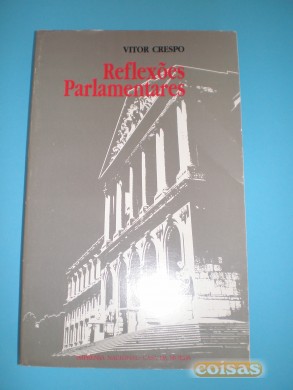 VITOR CRESPO
Reflexões
Parlamentares
coisas